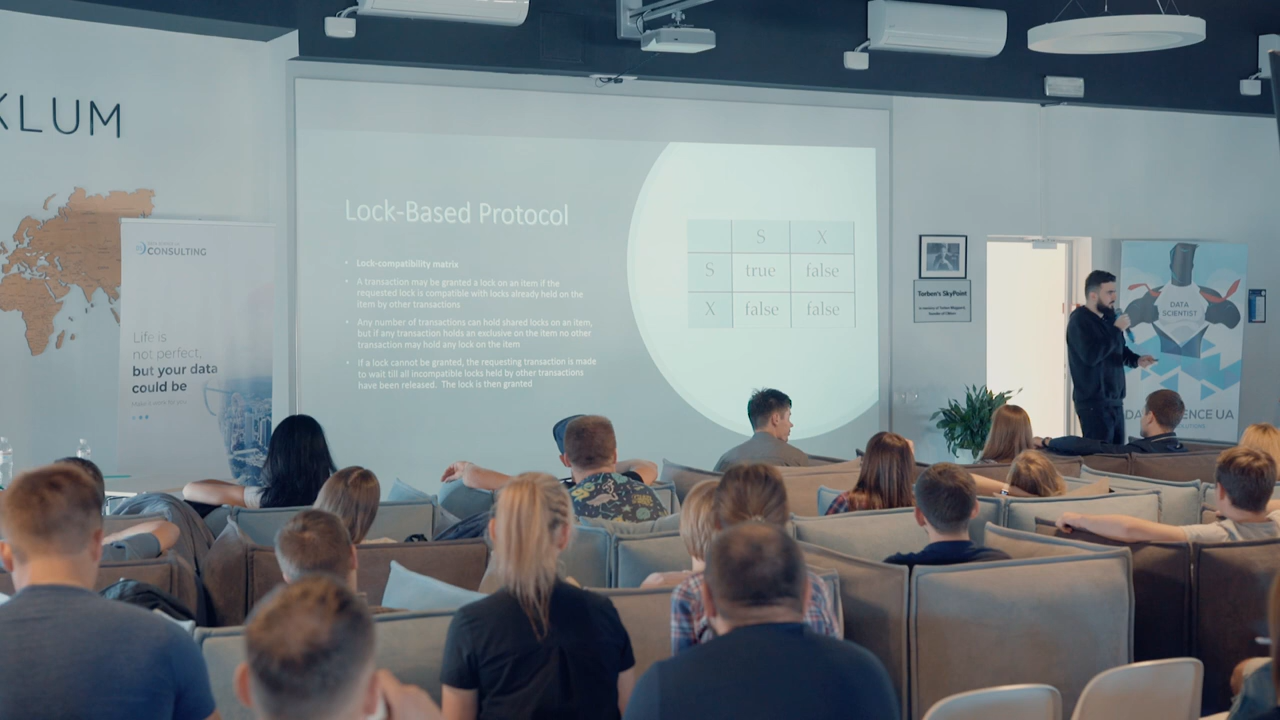 KLUM
CONSULTING
Life is
not perfect,
but your data
could be
Lock-Based Protocol
• Lock-compatibility matrix
• A transaction may be granted a lock on an item if the
requested lock is compatible with locks already held on the
item by other transactions
• Any number of transactions can hold shared locks on an item,
but if any transaction holds an exclusive on the item no other
transaction may hold any lock on the item
• If a lock cannot be granted, the requesting transaction is made
to wait till all incompatible locks held by other transactions
have been released. The lock is then granted
S X
S true false
X false false
Torben's SkyPoint
DATA
SCIENTIST
DATA SCIENCE UA